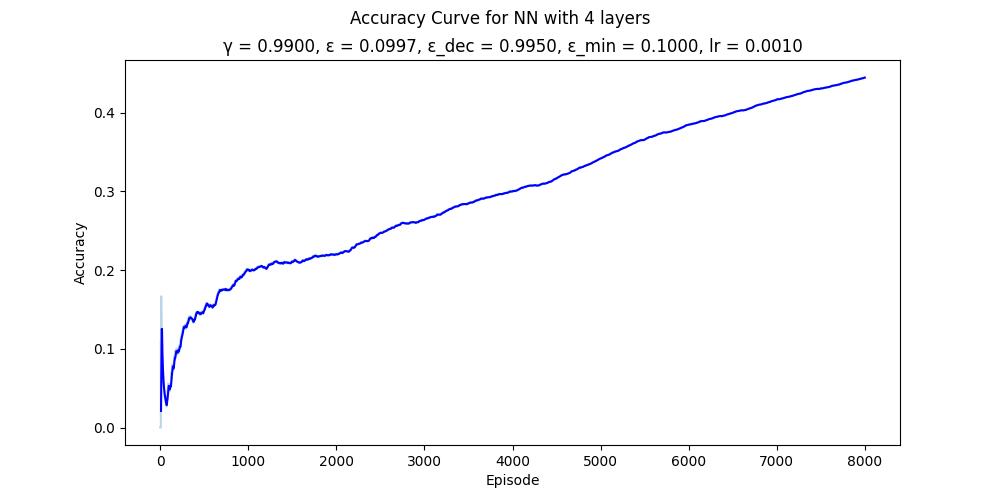 Accuracy Curve for NN with 4 layers
γ = 0.9900, ε = 0.0997, ε_dec = 0.9950, ε_min = 0.1000, lr = 0.0010
Accuracy
0.4
0.3
0.2
0.1
0.0
0 1000 2000 3000 4000 5000 6000 7000 8000
Episode